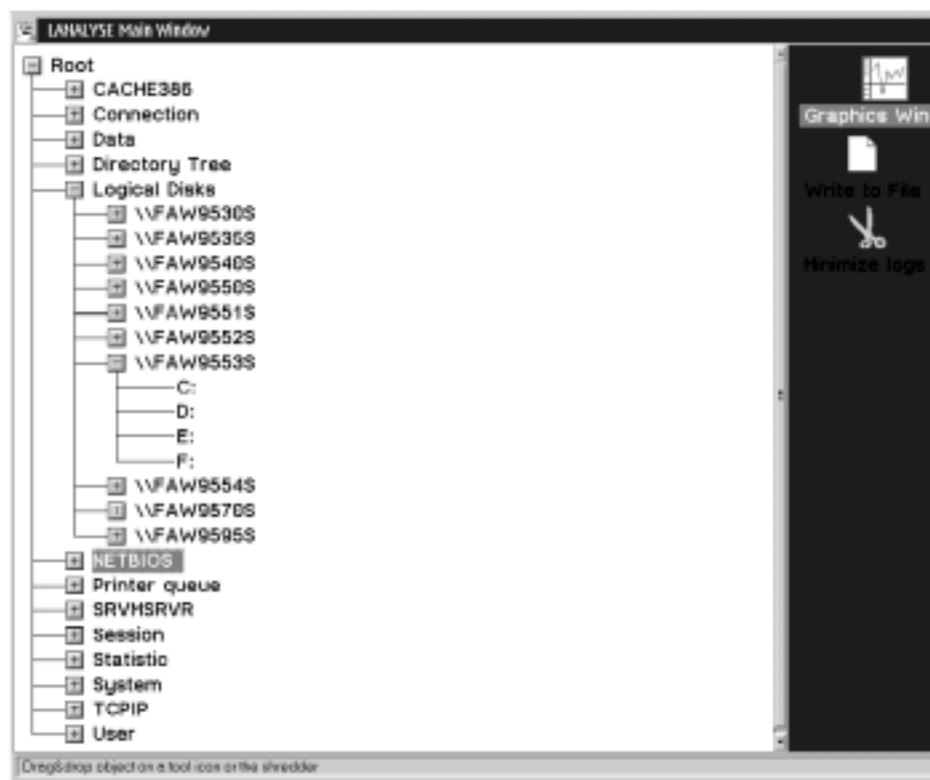 LANALYSE Main Window
Root
CACHE386
Connection
Data
Directory Tree
Logical Disks
\\FAW9530S
\\FAW9535S
\\FAW9540S
\\FAW9550S
\\FAW9551S
\\FAW9552S
\\FAW9553S
C:
D:
E:
F:
\\FAW9554S
\\FAW9570S
\\FAW9595S
NETBIOS
Printer queue
SRVHSRVR
Session
Statistic
System
TCPIP
User
Graphics Win
Write to File
Minimize logs
Drag&drop object on a tool icon or the shredder